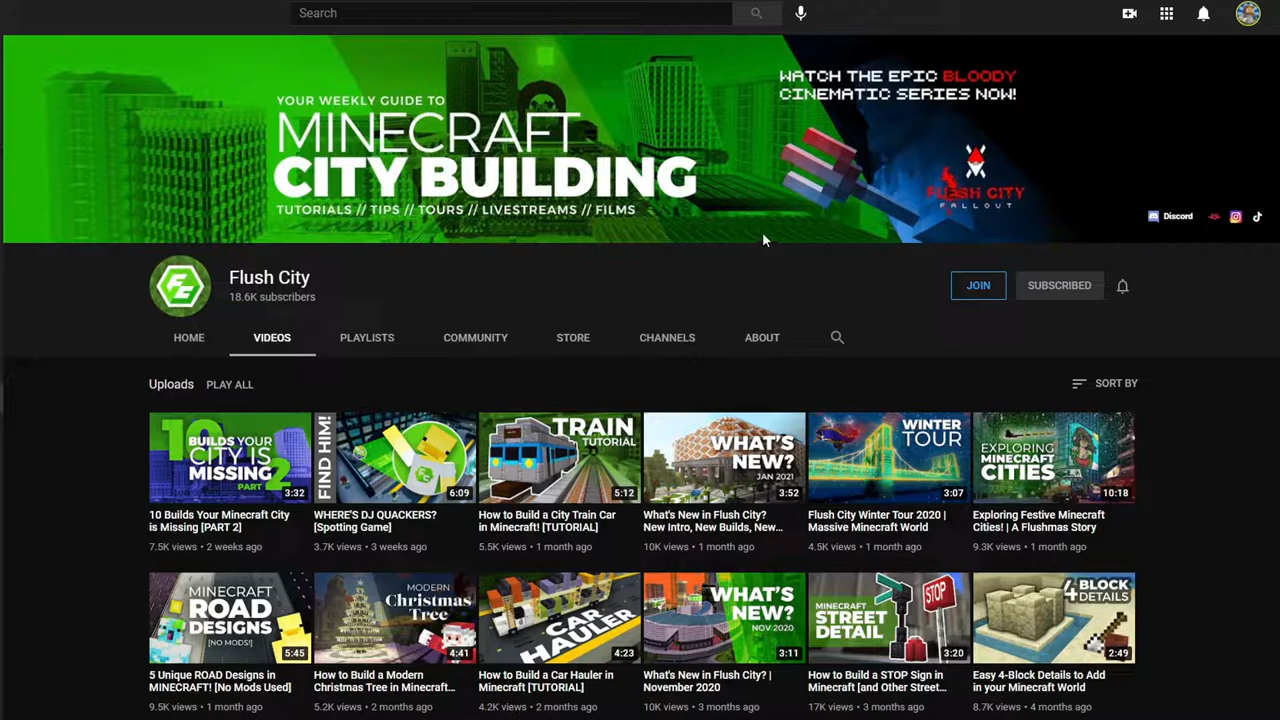 Search
YOUR WEEKLY GUIDE TO
MINECRAFT
CITY BUILDING
TUTORIALS // TIPS // TOURS // LIVESTREAMS // FILMS
WATCH THE EPIC BLOODY
CINEMATIC SERIES NOW!
FLUSH CITY
FALLOUT
Discord
FC
Flush City
18.6K subscribers
JOIN
SUBSCRIBED
HOME
VIDEOS
PLAYLISTS
COMMUNITY
STORE
CHANNELS
ABOUT
Uploads
PLAY ALL
SORT BY
10 BUILDS YOUR
CITY IS
MISSING
PART 2
3:32
FIND HIM!
6:09
TRAIN
TUTORIAL
5:12
WHAT'S
NEW?
JAN 2021
3:52
WINTER
TOUR
3:07
EXPLORING
MINECRAFT
CITIES
10:18
10 Builds Your Minecraft City
is Missing [PART 2]
7.5K views • 2 weeks ago
WHERE'S DJ QUACKERS?
[Spotting Game]
3.7K views • 3 weeks ago
How to Build a City Train Car
in Minecraft! [TUTORIAL]
5.5K views • 1 month ago
What's New in Flush City?
New Intro, New Builds, New...
10K views • 1 month ago
Flush City Winter Tour 2020 |
Massive Minecraft World
4.5K views • 1 month ago
Exploring Festive Minecraft
Cities! | A Flushmas Story
9.3K views • 1 month ago
MINECRAFT
ROAD
DESIGNS
[NO MODS!]
5:45
MODERN
Christmas
Tree
4:41
CAR
HAULER
4:23
WHAT'S
NEW?
NOV 2020
3:11
MINECRAFT
STREET
DETAIL
STOP
3:20
4 BLOCK
DETAILS
2:49
5 Unique ROAD Designs in
MINECRAFT! [No Mods Used]
9.5K views • 1 month ago
How to Build a Modern
Christmas Tree in Minecraft...
5.2K views • 2 months ago
How to Build a Car Hauler in
Minecraft [TUTORIAL]
4.2K views • 2 months ago
What's New in Flush City? |
November 2020
10K views • 3 months ago
How to Build a STOP Sign in
Minecraft [and Other Street...
17K views • 3 months ago
Easy 4-Block Details to Add
in your Minecraft World
8.7K views • 4 months ago